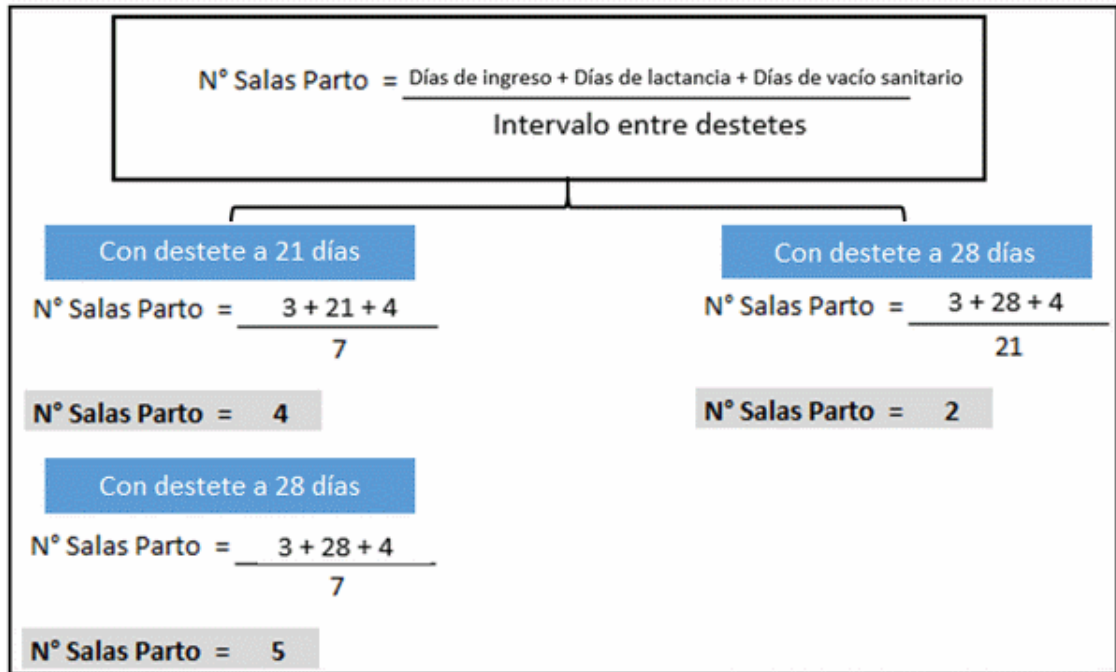 N° Salas Parto = Días de ingreso + Días de lactancia + Días de vacío sanitario
Intervalo entre destetes
Con destete a 21 días
N° Salas Parto = 3 + 21 + 4
7
N° Salas Parto = 4
Con destete a 28 días
N° Salas Parto = 3 + 28 + 4
7
N° Salas Parto = 5
Con destete a 28 días
N° Salas Parto = 3 + 28 + 4
21
N° Salas Parto = 2